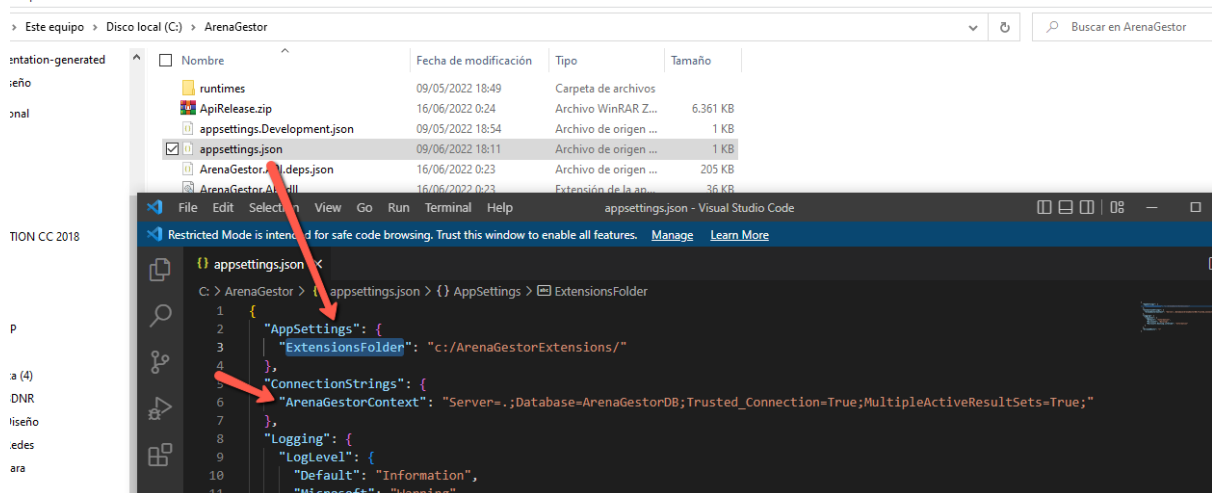 Este equipo > Disco local (C:) > ArenaGestor
Buscar en ArenaGestor
entation-generated
Nombre Fecha de modificación Tipo Tamaño
seño
runtimes 09/05/2022 18:49 Carpeta de archivos
onal
ApiRelease.zip 16/06/2022 0:24 Archivo WinRAR Z... 6.361 KB
appsettings.Development.json 09/05/2022 18:54 Archivo de origen ... 1 KB
appsettings.json 09/06/2022 18:11 Archivo de origen ... 1 KB
16/06/2022 0:23 Archivo de origen ... 205 KB
16/06/2022 0:23 Extensión de la ap... 36 KB
File Edit Selection View Go Run Terminal Help appsettings.json - Visual Studio Code
TION CC 2018
Restricted Mode is intended for safe code browsing. Trust this window to enable all features. Manage Learn More
{} appsettings.json
C: > ArenaGestor > {} appsettings.json > {} AppSettings > ExtensionsFolder
1 {
P
2 "AppSettings": {
3 "ExtensionsFolder": "c:/ArenaGestorExtensions/"
4 },
:a (4)
5 "ConnectionStrings": {
DNR
6 "ArenaGestorContext": "Server=.;Database=ArenaGestorDB;Trusted_Connection=True;MultipleActiveResultSets=True;"
7 },
8 "Logging": {
9 "LogLevel": {
ara
10 "Default": "Information",
11 "Microsoft": "Warning"